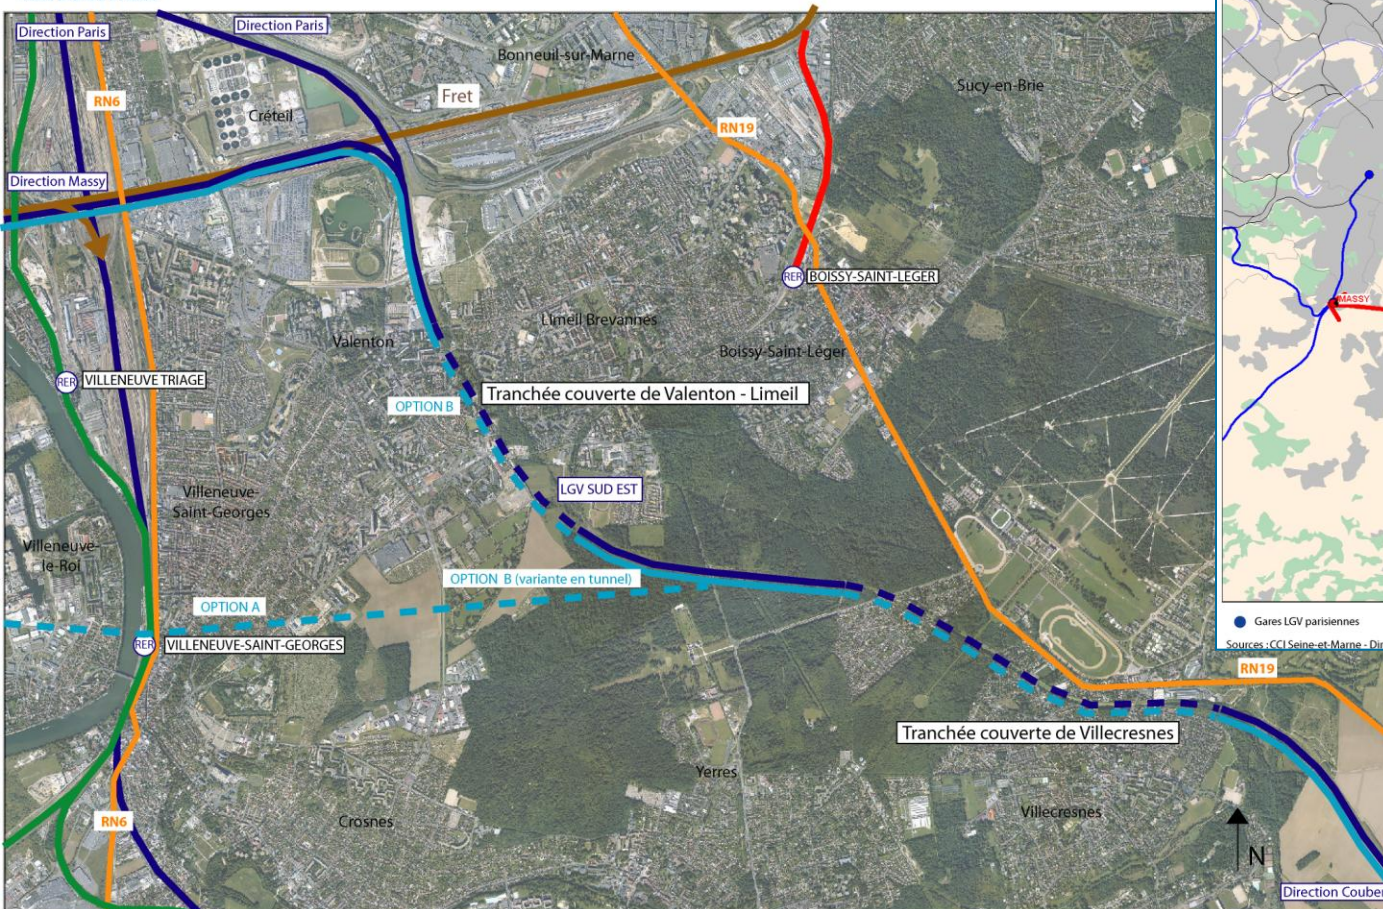 Direction Paris
Direction Paris
Bonneuil-sur-Marne
Sucy-en-Brie
RN6
Fret
Créteil
RN19
Direction Massy
RER
BOISSY-SAINT-LEGER
MASSY
Limeil Brevannes
Valenton
Boissy-Saint-Léger
RER
VILLENEUVE TRIAGE
Tranchée couverte de Valenton - Limeil
OPTION B
LGV SUD EST
Villeneuve-
Saint-Georges
Villeneuve-
le-Roi
OPTION B (variante en tunnel)
OPTION A
RER
VILLENEUVE-SAINT-GEORGES
Gares LGV parisiennes
Sources : CCI Seine-et-Marne - Dir
RN19
Tranchée couverte de Villecresnes
Yerres
Villecresnes
RN6
Crosnes
N
Direction Couber